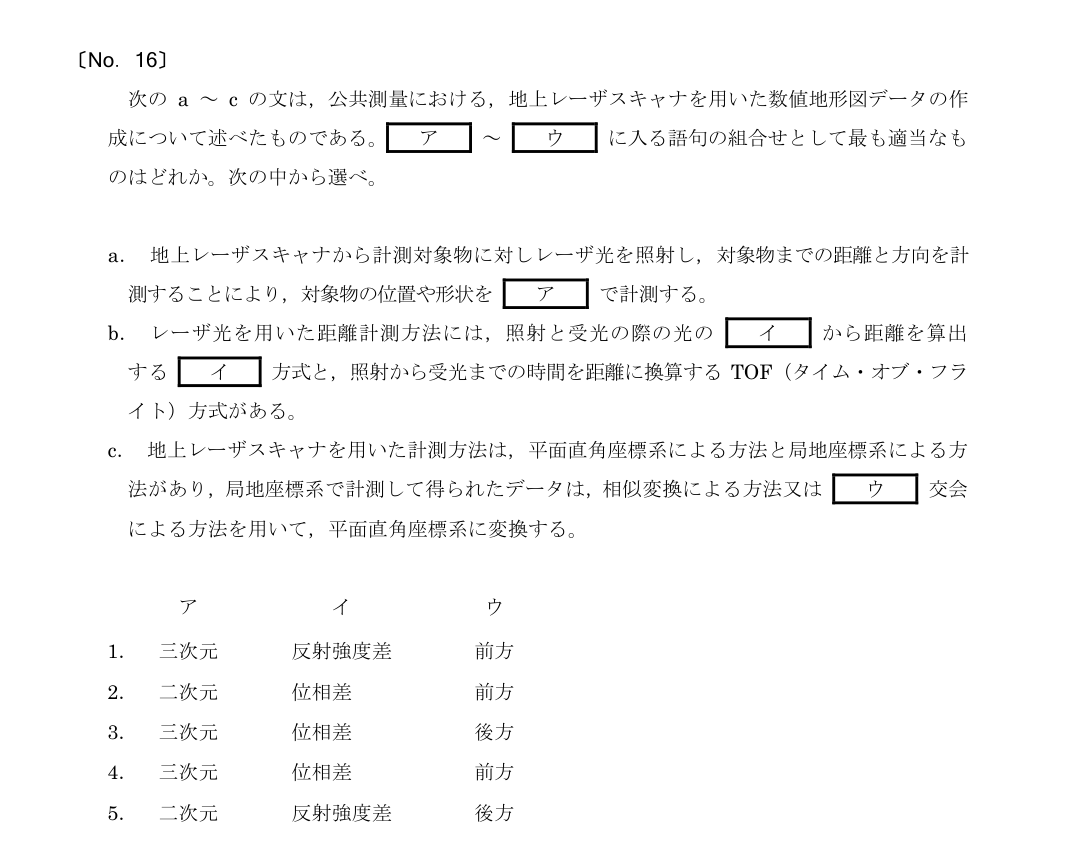 〔No. 16〕
次の a ～ c の文は，公共測量における，地上レーザスキャナを用いた数値地形図データの作
成について述べたものである。 ア ～ ウ に入る語句の組合せとして最も適当なも
のはどれか。次の中から選べ。
a. 地上レーザスキャナから計測対象物に対しレーザ光を照射し，対象物までの距離と方向を計
測することにより，対象物の位置や形状を ア で計測する。
b. レーザ光を用いた距離計測方法には，照射と受光の際の光の イ から距離を算出
する イ 方式と，照射から受光までの時間を距離に換算する TOF（タイム・オブ・フラ
イト）方式がある。
c. 地上レーザスキャナを用いた計測方法は，平面直角座標系による方法と局地座標系による方
法があり，局地座標系で計測して得られたデータは，相似変換による方法又は ウ 交会
による方法を用いて，平面直角座標系に変換する。
ア イ ウ
1. 三次元 反射強度差 前方
2. 二次元 位相差 前方
3. 三次元 位相差 後方
4. 三次元 位相差 前方
5. 二次元 反射強度差 後方